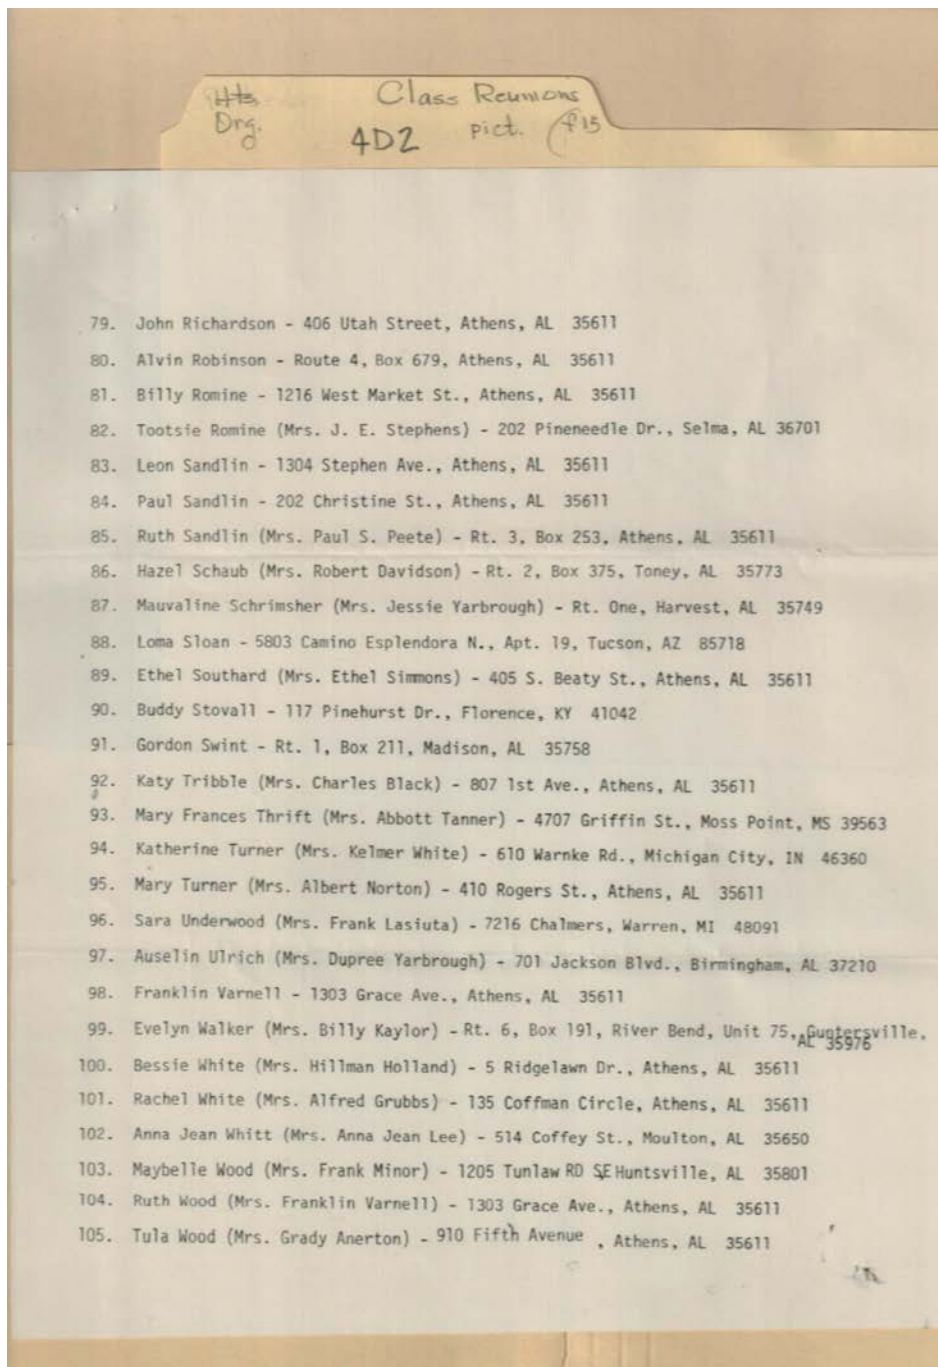 Hts Class Reunions
Org. 4D2 pict. f15
79. John Richardson - 406 Utah Street, Athens, AL 35611
80. Alvin Robinson - Route 4, Box 679, Athens, AL 35611
81. Billy Romine - 1216 West Market St., Athens, AL 35611
82. Tootsie Romine (Mrs. J. E. Stephens) - 202 Pineneedle Dr., Selma, AL 36701
83. Leon Sandlin - 1304 Stephen Ave., Athens, AL 35611
84. Paul Sandlin - 202 Christine St., Athens, AL 35611
85. Ruth Sandlin (Mrs. Paul S. Peete) - Rt. 3, Box 253, Athens, AL 35611
86. Hazel Schaub (Mrs. Robert Davidson) - Rt. 2, Box 375, Toney, AL 35773
87. Mauvaline Schrimsher (Mrs. Jessie Yarbrough) - Rt. One, Harvest, AL 35749
88. Loma Sloan - 5803 Camino Esplendora N., Apt. 19, Tucson, AZ 85718
89. Ethel Southard (Mrs. Ethel Simmons) - 405 S. Beaty St., Athens, AL 35611
90. Buddy Stovall - 117 Pinehurst Dr., Florence, KY 41042
91. Gordon Swint - Rt. 1, Box 211, Madison, AL 35758
92. Katy Tribble (Mrs. Charles Black) - 807 1st Ave., Athens, AL 35611
93. Mary Frances Thrift (Mrs. Abbott Tanner) - 4707 Griffin St., Moss Point, MS 39563
94. Katherine Turner (Mrs. Kelmer White) - 610 Warnke Rd., Michigan City, IN 46360
95. Mary Turner (Mrs. Albert Norton) - 410 Rogers St., Athens, AL 35611
96. Sara Underwood (Mrs. Frank Lasiuta) - 7216 Chalmers, Warren, MI 48091
97. Auselin Ulrich (Mrs. Dupree Yarbrough) - 701 Jackson Blvd., Birmingham, AL 37210
98. Franklin Varnell - 1303 Grace Ave., Athens, AL 35611
99. Evelyn Walker (Mrs. Billy Kaylor) - Rt. 6, Box 191, River Bend, Unit 75, Guntersville,
AL 35976
100. Bessie White (Mrs. Hillman Holland) - 5 Ridgelawn Dr., Athens, AL 35611
101. Rachel White (Mrs. Alfred Grubbs) - 135 Coffman Circle, Athens, AL 35611
102. Anna Jean Whitt (Mrs. Anna Jean Lee) - 514 Coffey St., Moulton, AL 35650
103. Maybelle Wood (Mrs. Frank Minor) - 1205 Tunlaw RD SE Huntsville, AL 35801
104. Ruth Wood (Mrs. Franklin Varnell) - 1303 Grace Ave., Athens, AL 35611
105. Tula Wood (Mrs. Grady Anerton) - 910 Fifth Avenue , Athens, AL 35611